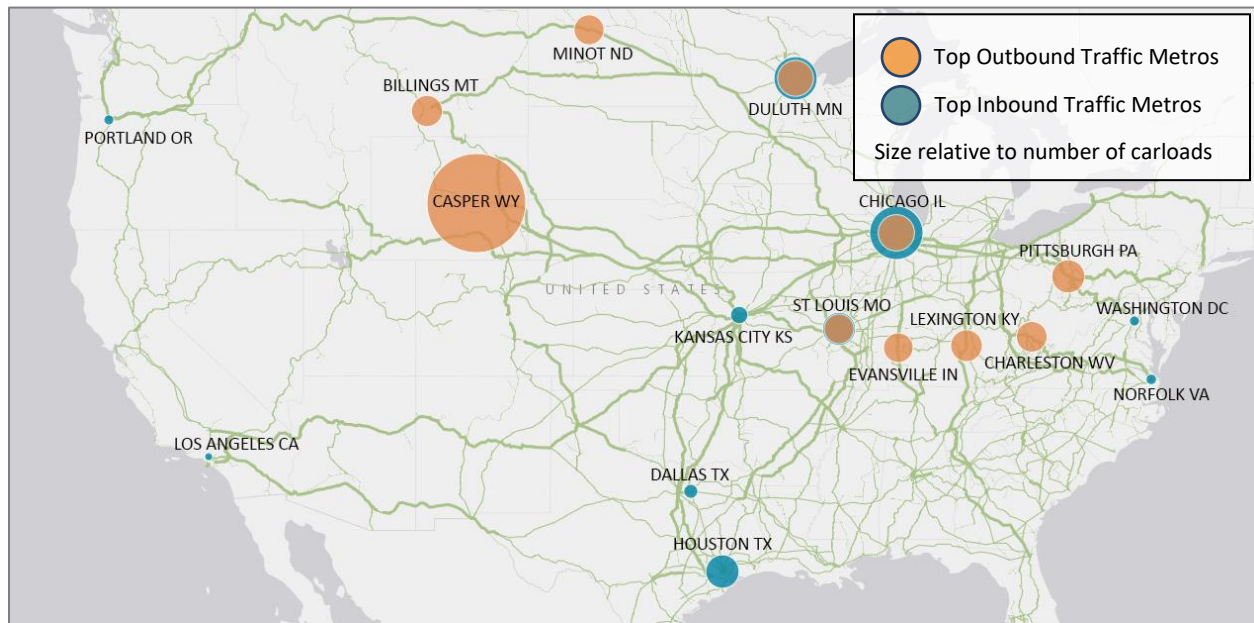 MINOT ND
BILLINGS MT
DULUTH MN
PORTLAND OR
CASPER WY
CHICAGO IL
PITTSBURGH PA
UNITED STATES
ST LOUIS MO
WASHINGTON DC
KANSAS CITY KS
LEXINGTON KY
EVANSVILLE IN
CHARLESTON WV
NORFOLK VA
LOS ANGELES CA
DALLAS TX
HOUSTON TX
Top Outbound Traffic Metros
Top Inbound Traffic Metros
Size relative to number of carloads